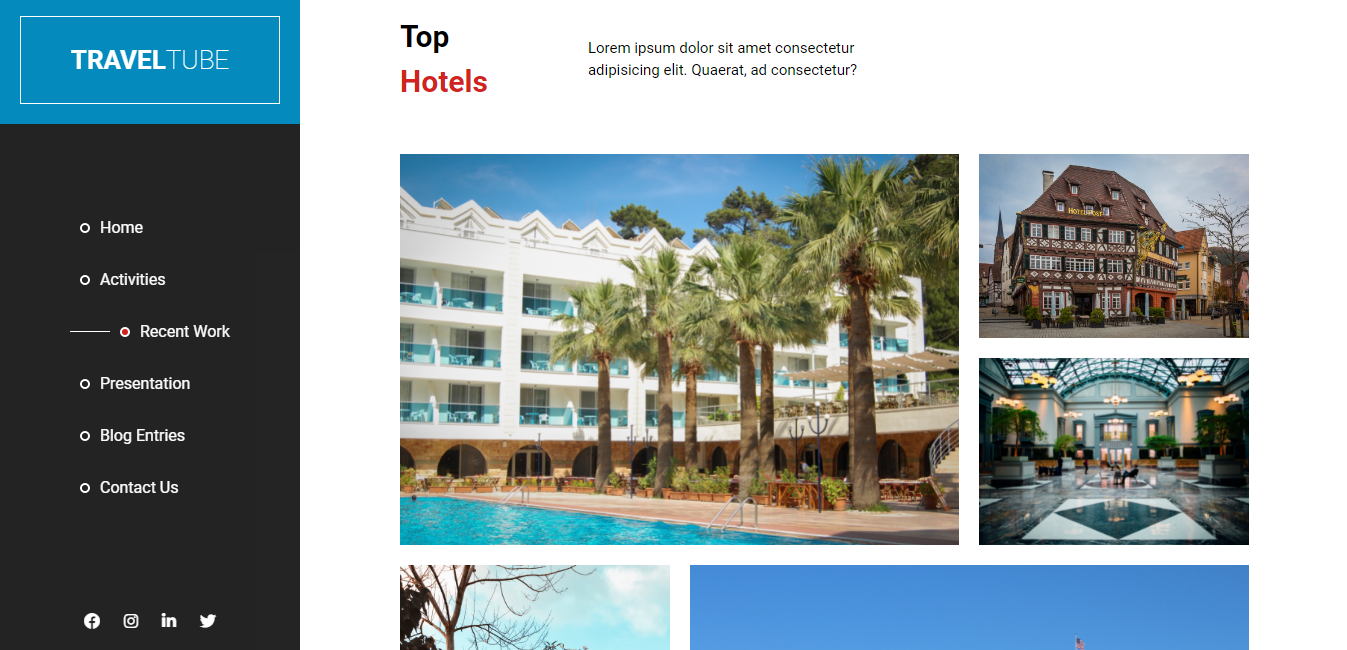 TRAVELTUBE
Home
Activities
Recent Work
Presentation
Blog Entries
Contact Us
Top
Hotels
Lorem ipsum dolor sit amet consectetur
adipisicing elit. Quaerat, ad consectetur?
HOTEL POST